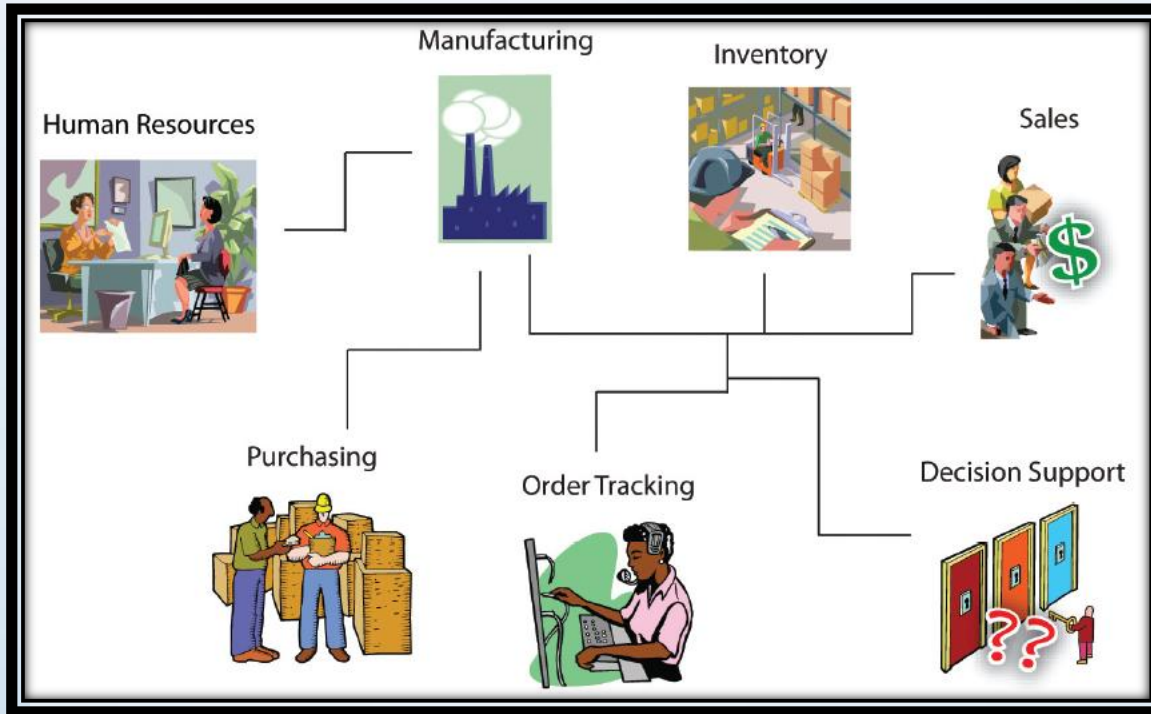 Manufacturing
Inventory
Human Resources
Sales
$
Purchasing
Order Tracking
Decision Support
??